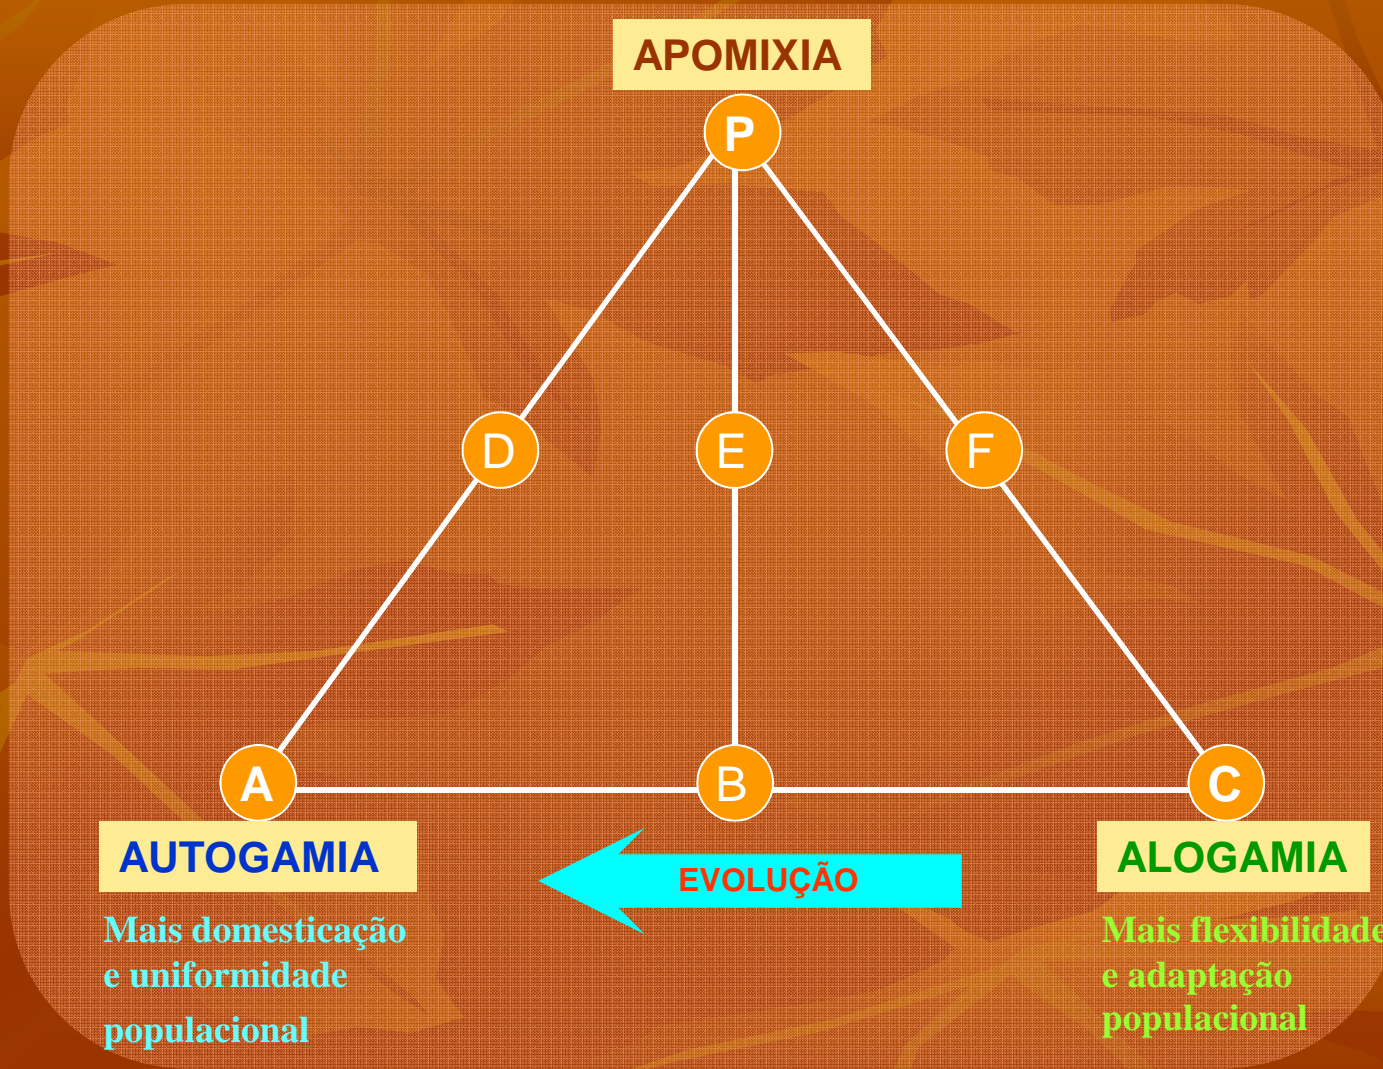 APOMIXIA
P
D
E
F
A
B
C
AUTOGAMIA
ALOGAMIA
EVOLUÇÃO
Mais domesticação
e uniformidade
populacional
Mais flexibilidade
e adaptação
populacional